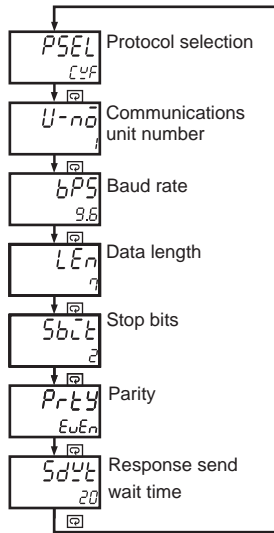 PSEL
Protocol selection
CWF
U-no
Communications
unit number
1
bPS
Baud rate
9.6
LEn
Data length
7
Sbit
Stop bits
2
PrtY
Parity
EvEn
SdWt
Response send
wait time
20